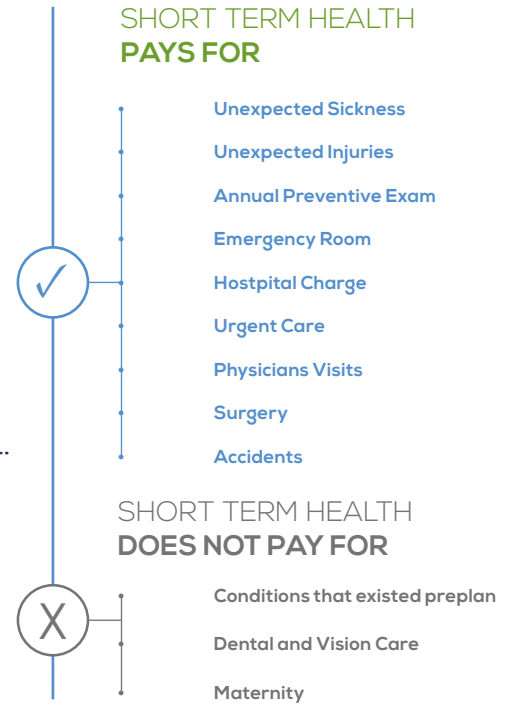 SHORT TERM HEALTH
PAYS FOR
Unexpected Sickness
Unexpected Injuries
Annual Preventive Exam
Emergency Room
Hostpital Charge
Urgent Care
Physicians Visits
Surgery
Accidents
SHORT TERM HEALTH
DOES NOT PAY FOR
X
Conditions that existed preplan
Dental and Vision Care
Maternity